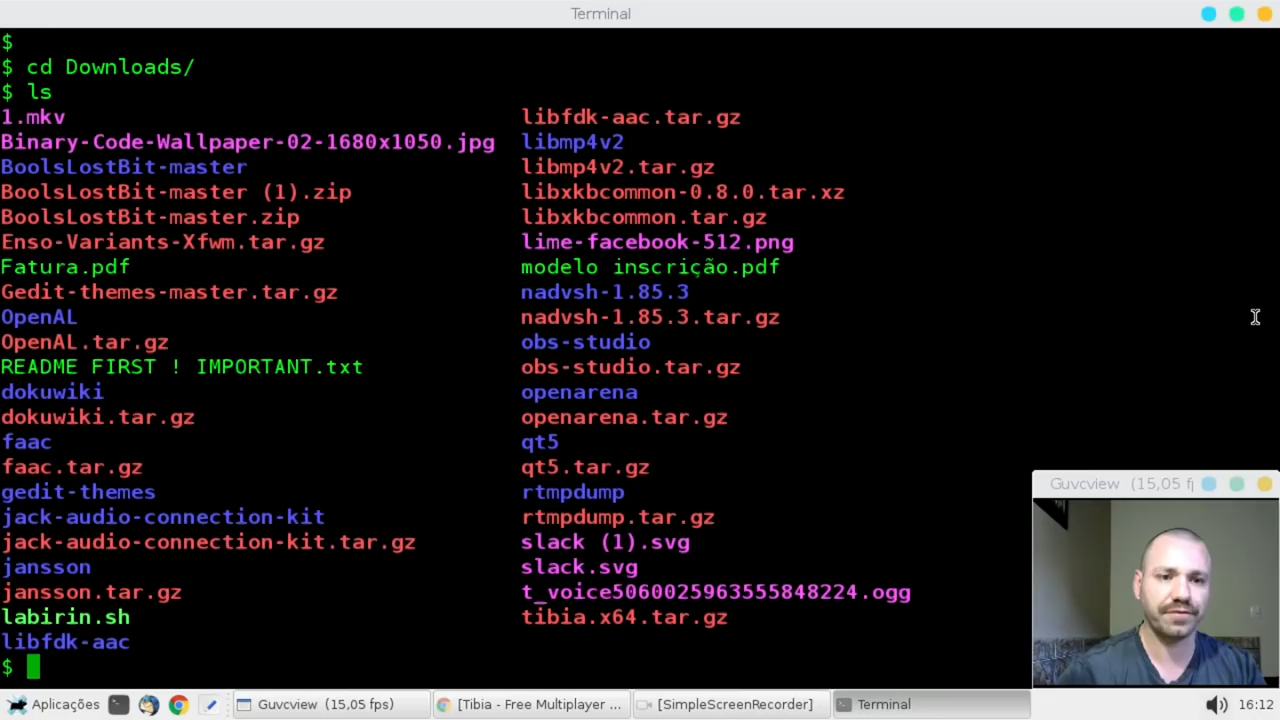 Terminal
$
$ cd Downloads/
$ ls
1.mkv libfdk-aac.tar.gz
Binary-Code-Wallpaper-02-1680x1050.jpg libmp4v2
BoolsLostBit-master libmp4v2.tar.gz
BoolsLostBit-master (1).zip libxkbcommon-0.8.0.tar.xz
BoolsLostBit-master.zip libxkbcommon.tar.gz
Enso-Variants-Xfwm.tar.gz lime-facebook-512.png
Fatura.pdf modelo inscrição.pdf
Gedit-themes-master.tar.gz nadvsh-1.85.3
OpenAL nadvsh-1.85.3.tar.gz
OpenAL.tar.gz obs-studio
README FIRST ! IMPORTANT.txt obs-studio.tar.gz
dokuwiki openarena
dokuwiki.tar.gz openarena.tar.gz
faac qt5
faac.tar.gz qt5.tar.gz
gedit-themes rtmpdump
jack-audio-connection-kit rtmpdump.tar.gz
jack-audio-connection-kit.tar.gz slack (1).svg
jansson slack.svg
jansson.tar.gz t_voice5060025963555848224.ogg
labirin.sh tibia.x64.tar.gz
libfdk-aac
$
Guvcview (15,05 f
Aplicações Guvcview (15,05 fps) [Tibia - Free Multiplayer ... [SimpleScreenRecorder] Terminal 16:12